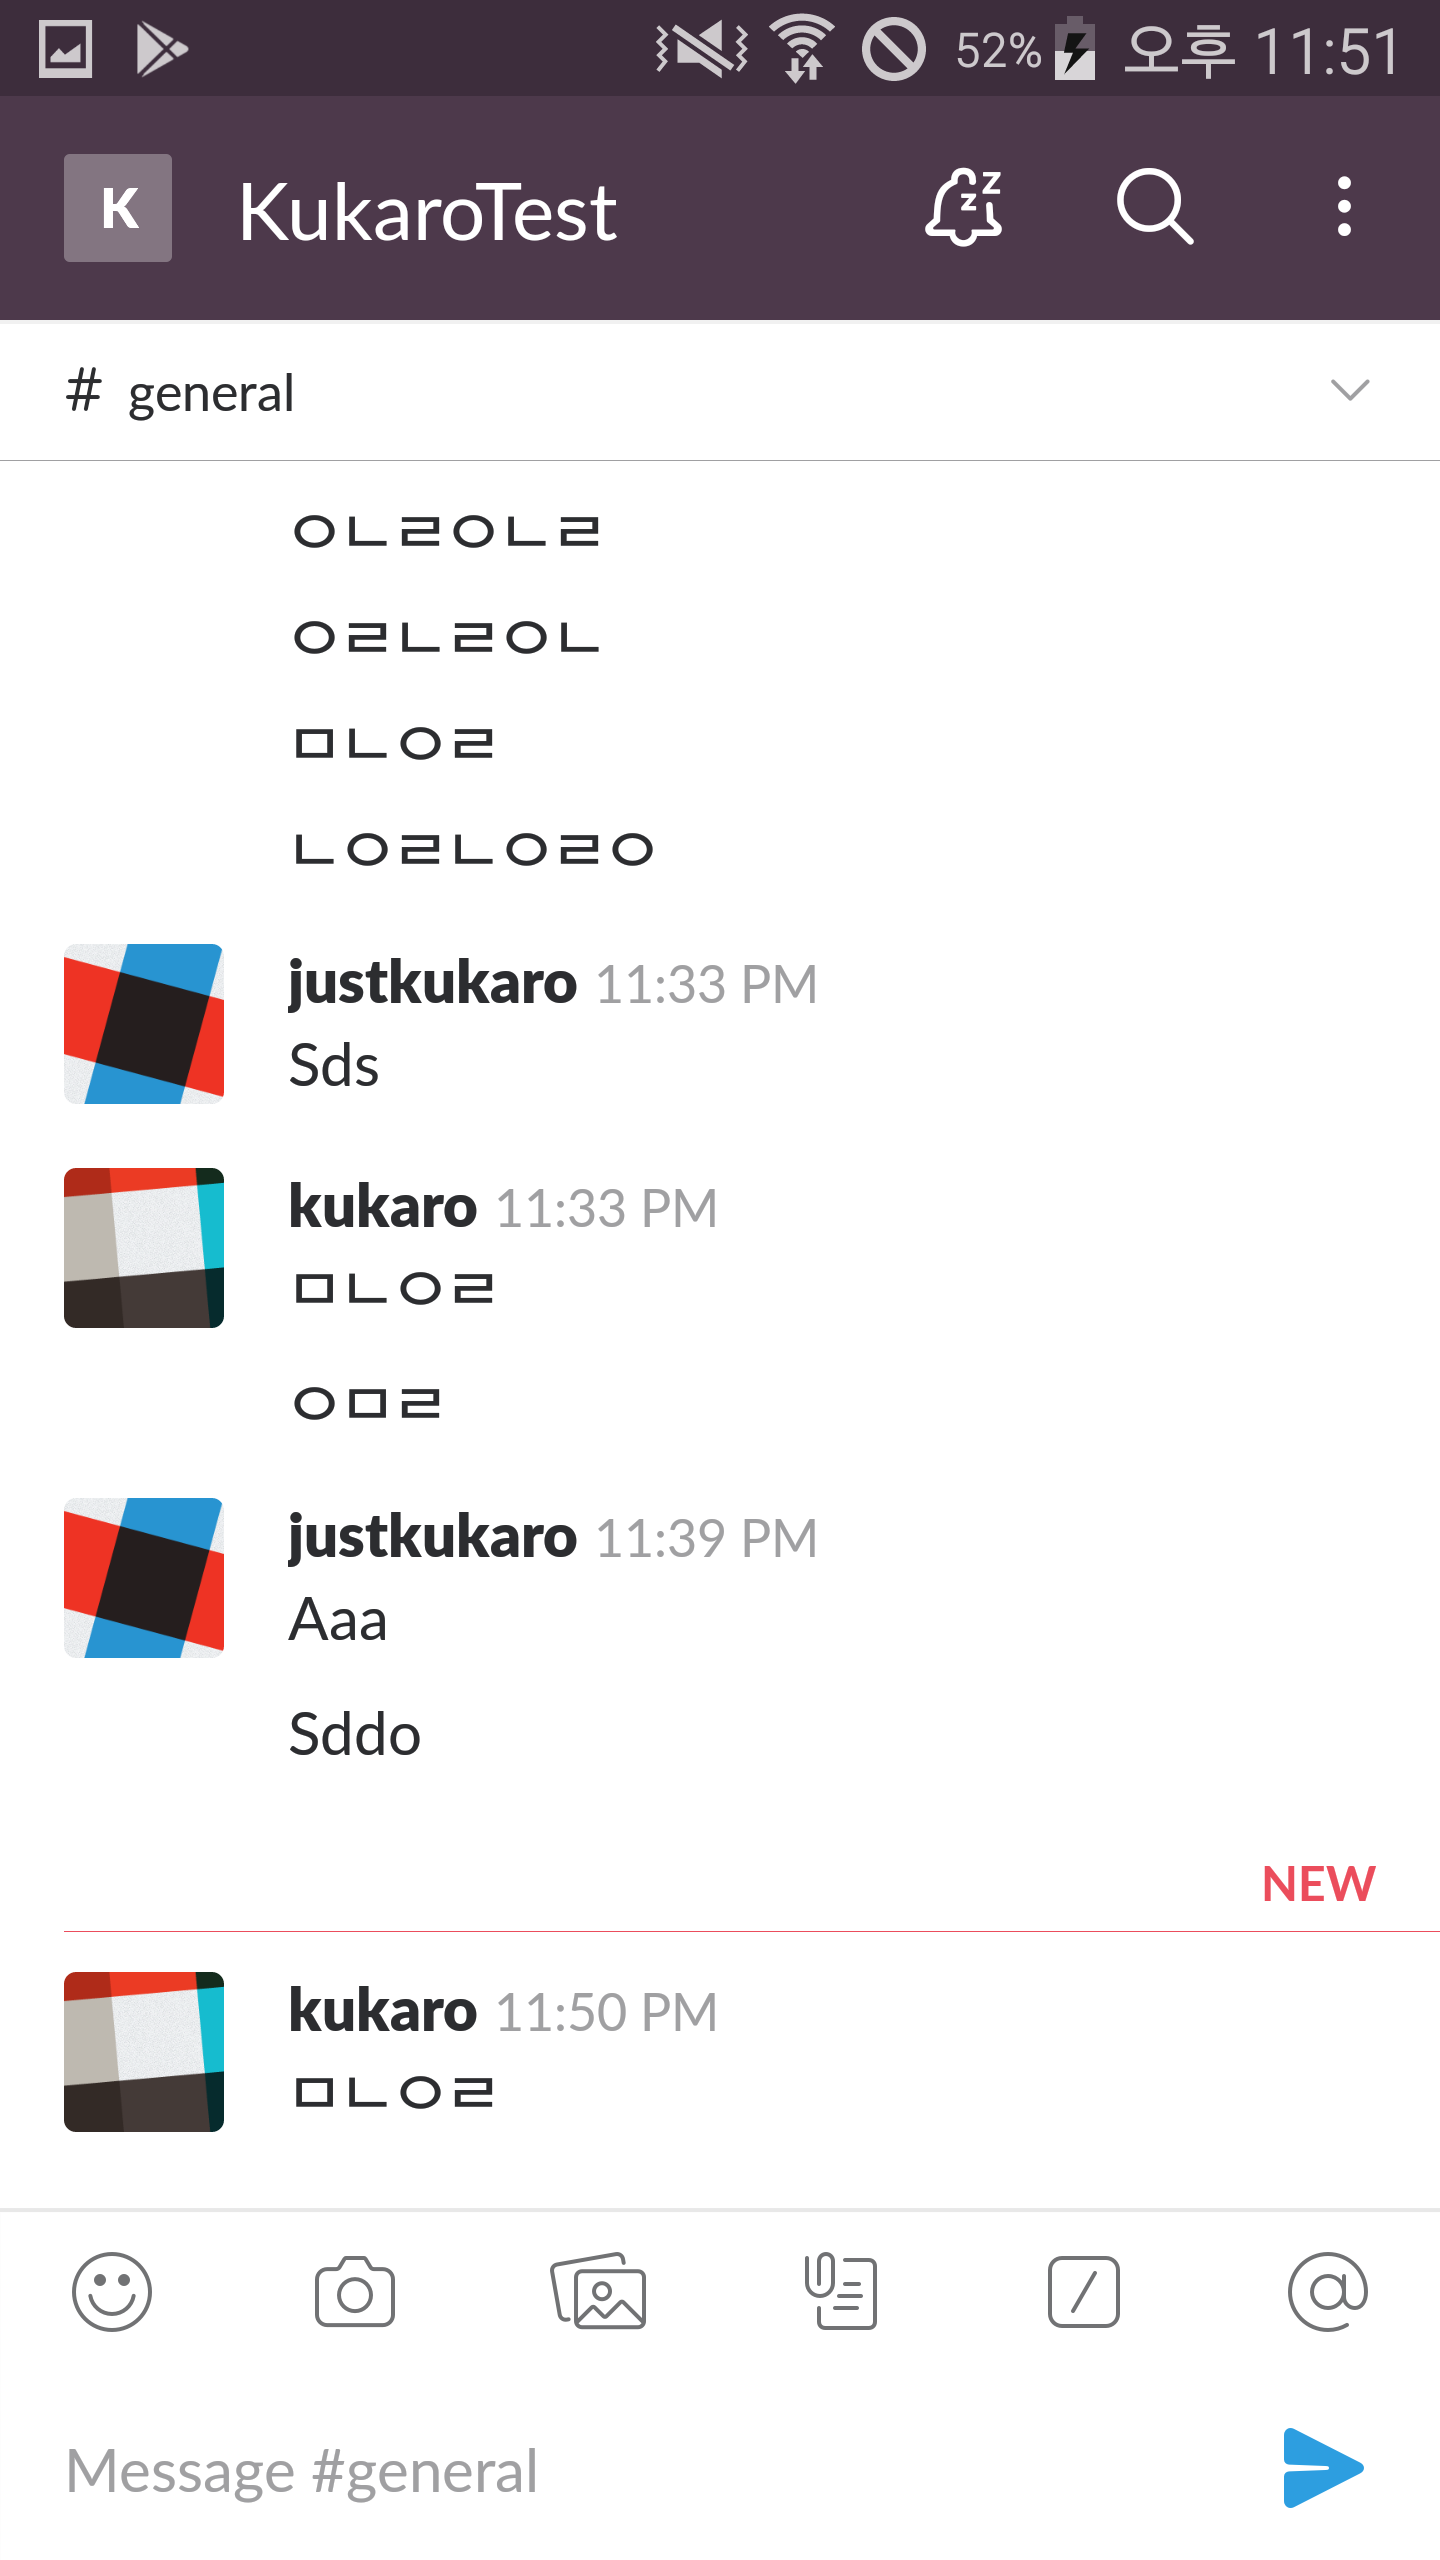 52% 오후 11:51
K KukaroTest
# general
ㅇㄴㄹㅇㄴㄹ
ㅇㄹㄴㄹㅇㄴ
ㅁㄴㅇㄹ
ㄴㅇㄹㄴㅇㄹㅇ
justkukaro 11:33 PM
Sds
kukaro 11:33 PM
ㅁㄴㅇㄹ
ㅇㅁㄹ
justkukaro 11:39 PM
Aaa
Sddo
NEW
kukaro 11:50 PM
ㅁㄴㅇㄹ
Message #general